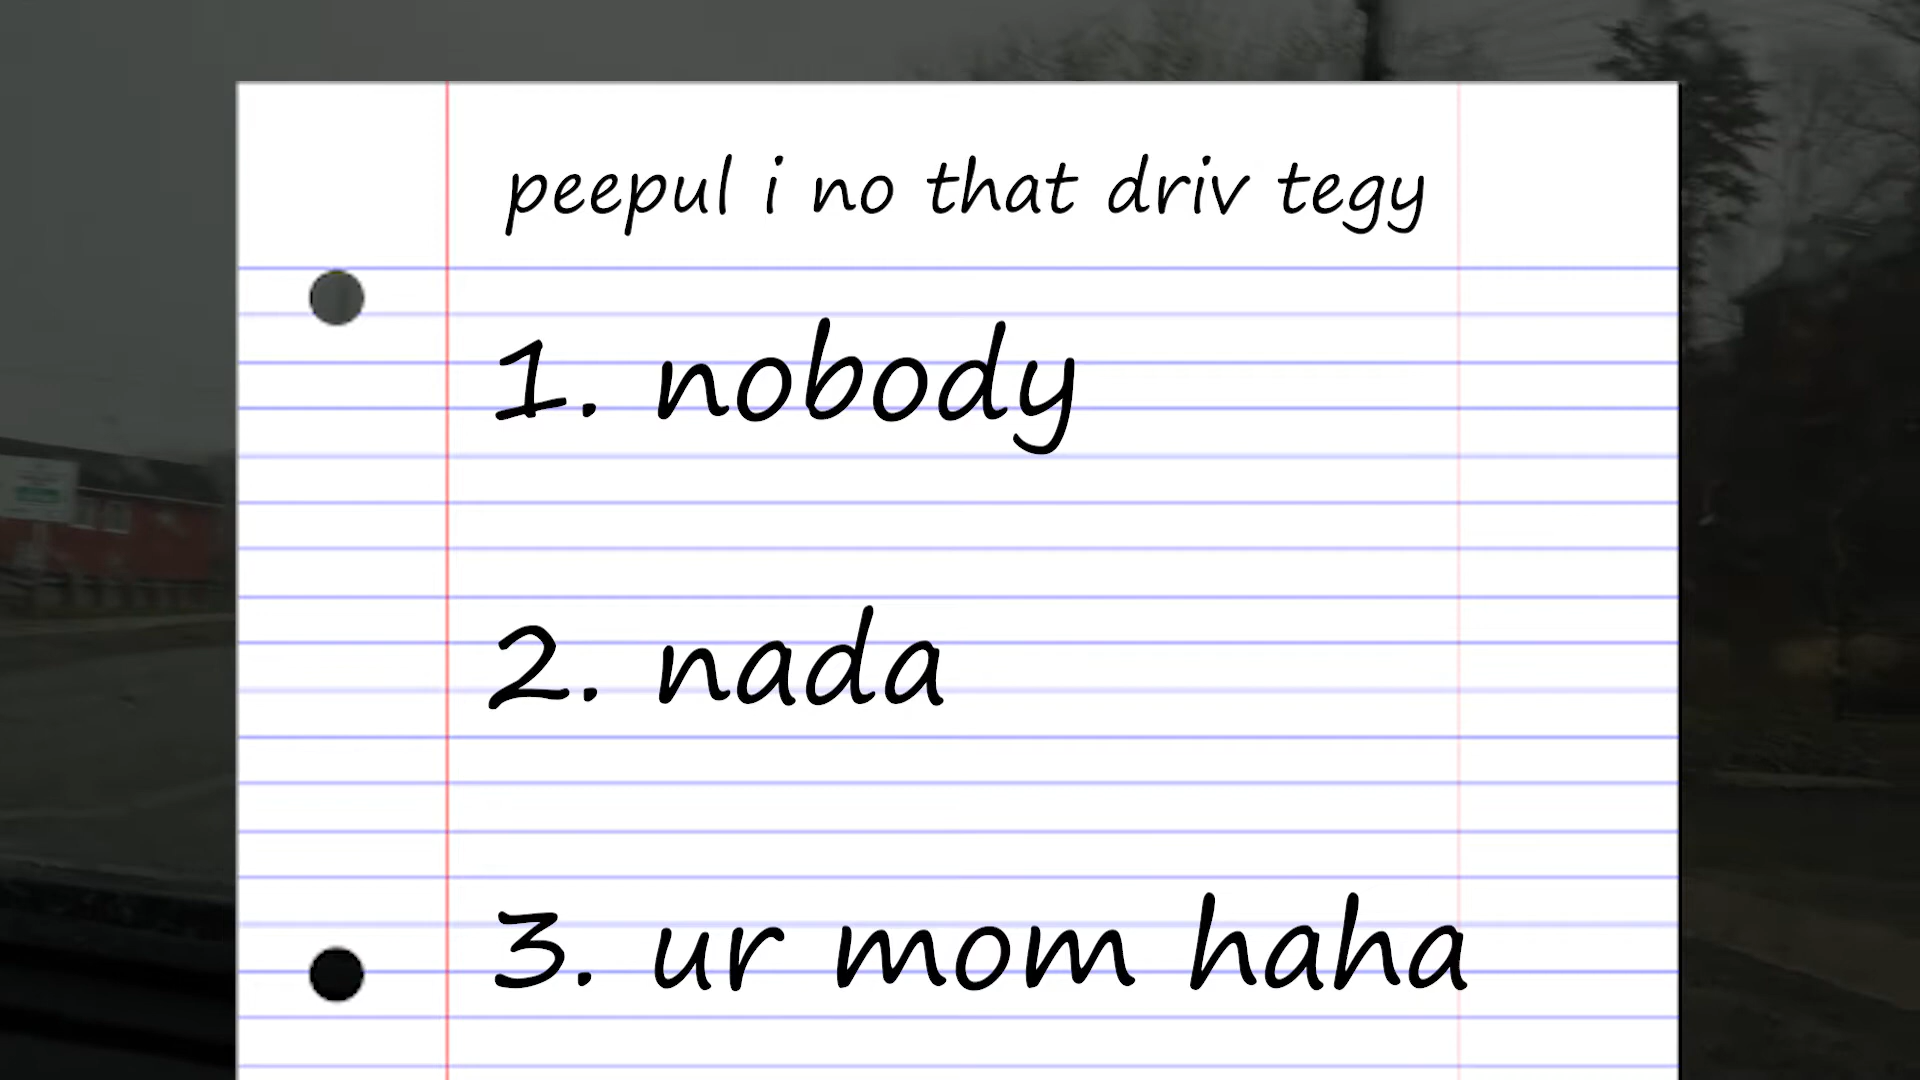 peepul i no that driv tegy
1. nobody
2. nada
3. ur mom haha